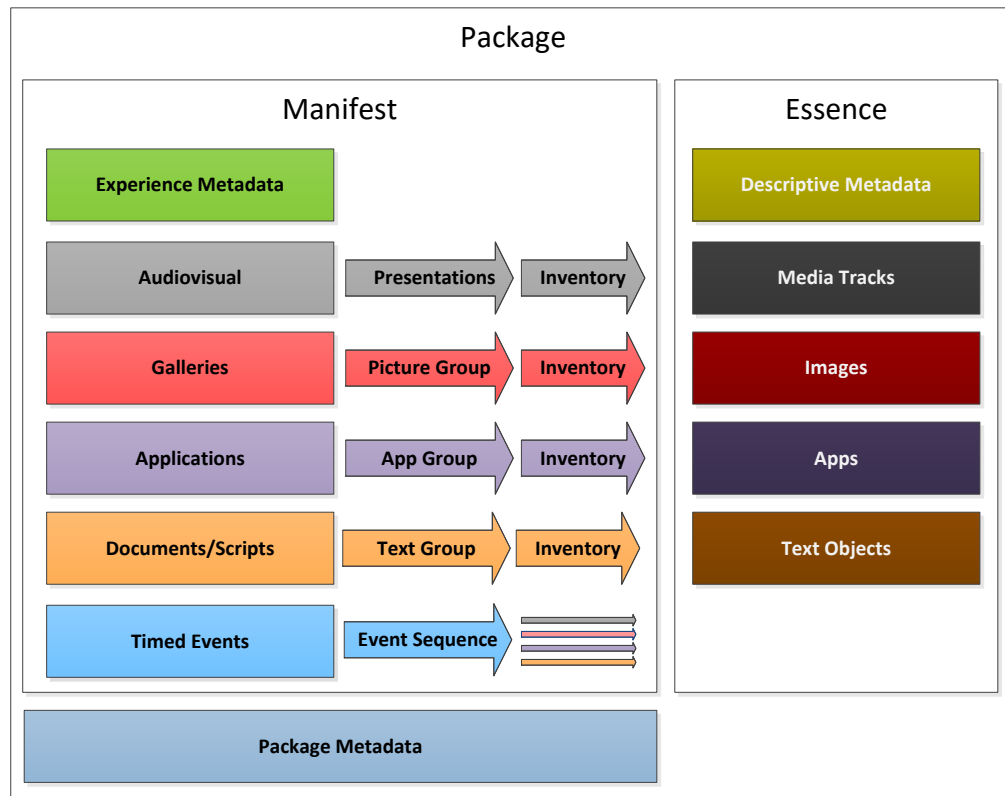 Package
Manifest
Essence
Experience Metadata
Descriptive Metadata
Audiovisual
Presentations
Inventory
Media Tracks
Galleries
Picture Group
Inventory
Images
Applications
App Group
Inventory
Apps
Documents/Scripts
Text Group
Inventory
Text Objects
Timed Events
Event Sequence
Package Metadata